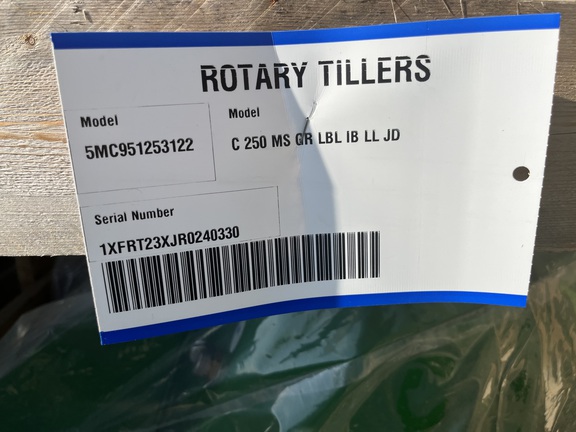 ROTARY TILLERS
Model
5MC951253122
Model
C 250 MS GR LBL IB LL JD
Serial Number
1XFRT23XJR0240330